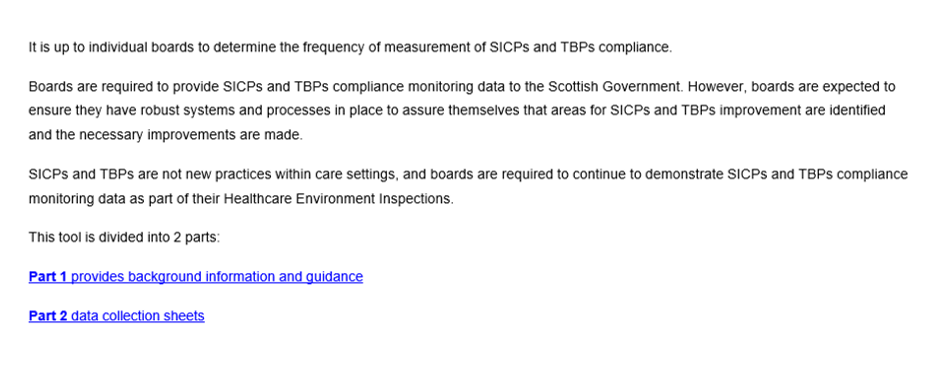 It is up to individual boards to determine the frequency of measurement of SICPs and TBPs compliance.
Boards are required to provide SICPs and TBPs compliance monitoring data to the Scottish Government. However, boards are expected to
ensure they have robust systems and processes in place to assure themselves that areas for SICPs and TBPs improvement are identified
and the necessary improvements are made.
SICPs and TBPs are not new practices within care settings, and boards are required to continue to demonstrate SICPs and TBPs compliance
monitoring data as part of their Healthcare Environment Inspections.
This tool is divided into 2 parts:
Part 1 provides background information and guidance
Part 2 data collection sheets